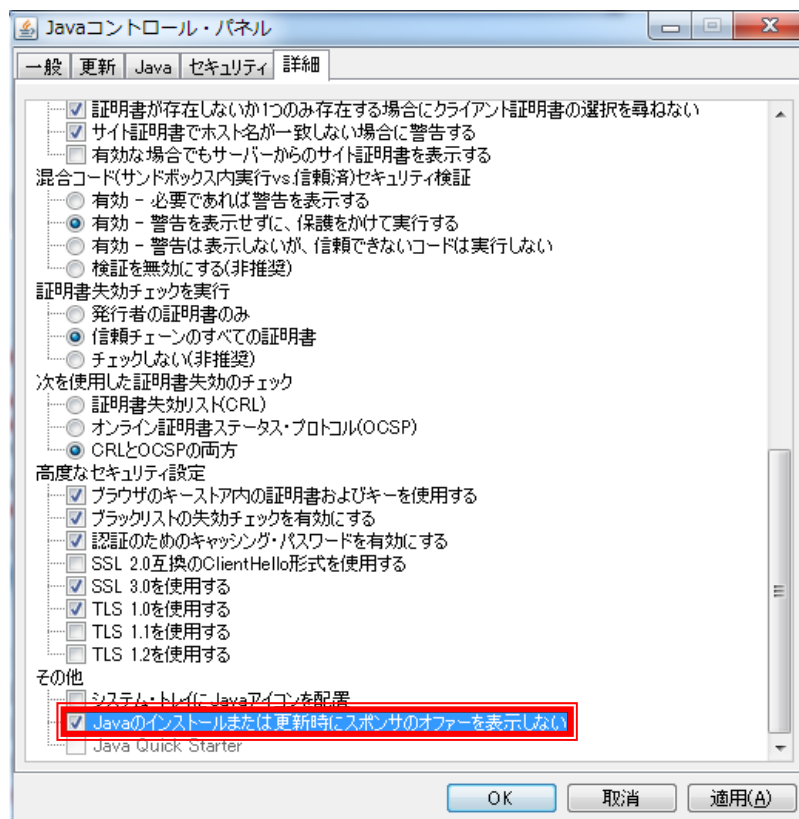 Javaコントロール・パネル
一般 更新 Java セキュリティ 詳細
証明書が存在しないか1つのみ存在する場合にクライアント証明書の選択を尋ねない
サイト証明書でホスト名が一致しない場合に警告する
有効な場合でもサーバーからのサイト証明書を表示する
混合コード(サンドボックス内実行vs.信頼済)セキュリティ検証
有効 - 必要であれば警告を表示する
有効 - 警告を表示せずに、保護をかけて実行する
有効 - 警告は表示しないが、信頼できないコードは実行しない
検証を無効にする(非推奨)
証明書失効チェックを実行
発行者の証明書のみ
信頼チェーンのすべての証明書
チェックしない(非推奨)
次を使用した証明書失効のチェック
証明書失効リスト(CRL)
オンライン証明書ステータス・プロトコル(OCSP)
CRLとOCSPの両方
高度なセキュリティ設定
ブラウザのキーストア内の証明書およびキーを使用する
ブラックリストの失効チェックを有効にする
認証のためのキャッシング・パスワードを有効にする
SSL 2.0互換のClientHello形式を使用する
SSL 3.0を使用する
TLS 1.0を使用する
TLS 1.1を使用する
TLS 1.2を使用する
その他
システム・トレイにJavaアイコンを配置
Javaのインストールまたは更新時にスポンサのオファーを表示しない
Java Quick Starter
OK 取消 適用(A)